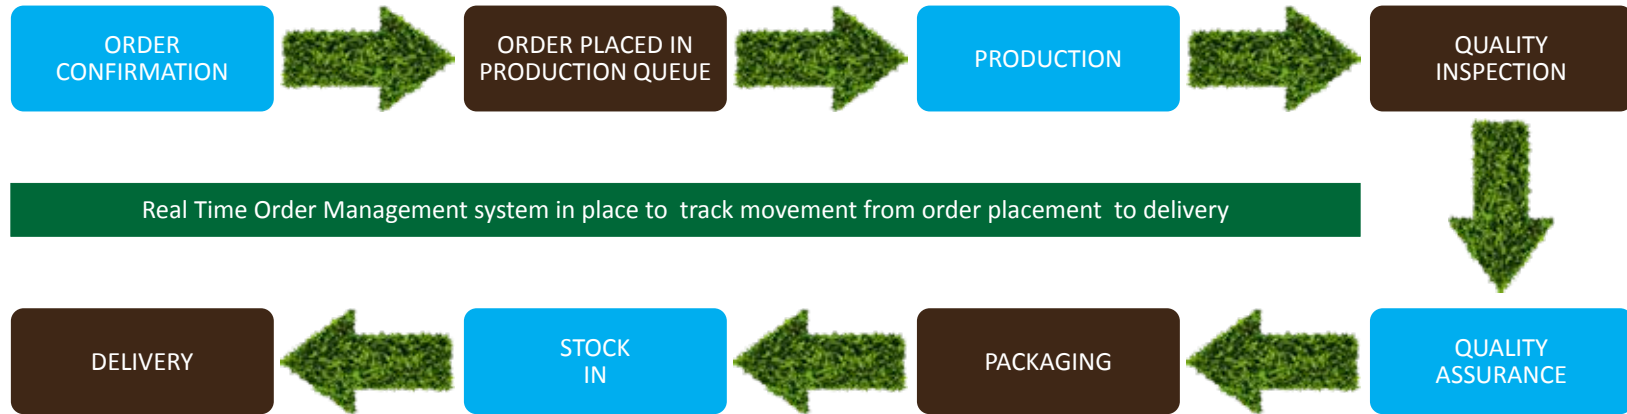 ORDER
CONFIRMATION
ORDER PLACED IN
PRODUCTION QUEUE
PRODUCTION
QUALITY
INSPECTION
Real Time Order Management system in place to  track movement from order placement  to delivery
DELIVERY
STOCK
IN
PACKAGING
QUALITY
ASSURANCE